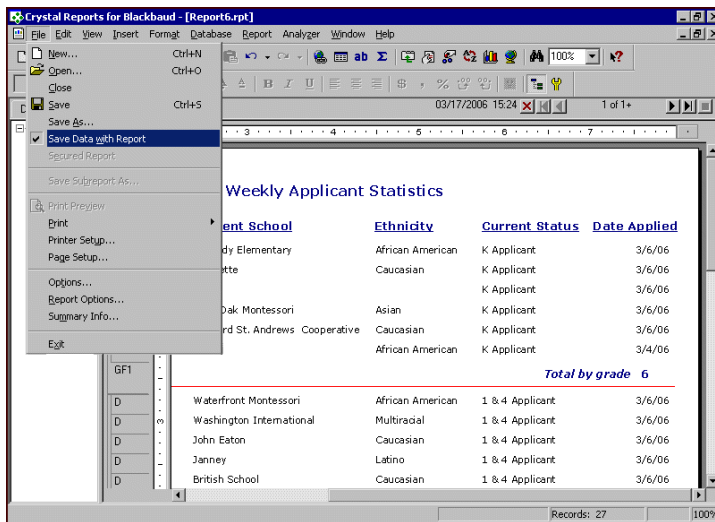 Crystal Reports for Blackbaud - [Report6.rpt]
File Edit View Insert Format Database Report Analyzer Window Help
New... Ctrl+N
Open... Ctrl+O
Close
Save Ctrl+S
Save As...
Save Data with Report
Secured Report
Save Subreport As...
Print Preview
Print
Printer Setup...
Page Setup...
Options...
Report Options...
Summary Info...
Exit
ab Σ 100%
B I U $ , %
03/17/2006 15:24 1 of 1+
3 4 5 6 7
Weekly Applicant Statistics
ent School Ethnicity Current Status Date Applied
dy Elementary African American K Applicant 3/6/06
tte Caucasian K Applicant 3/6/06
K Applicant 3/6/06
Oak Montessori Asian K Applicant 3/6/06
rd St. Andrews Cooperative Caucasian K Applicant 3/6/06
African American K Applicant 3/4/06
GF1 Total by grade 6
D Waterfront Montessori African American 1 & 4 Applicant 3/6/06
D Washington International Multiracial 1 & 4 Applicant 3/6/06
D John Eaton Caucasian 1 & 4 Applicant 3/6/06
D Janney Latino 1 & 4 Applicant 3/6/06
D British School Caucasian 1 & 4 Applicant 3/6/06
Records: 27 100%